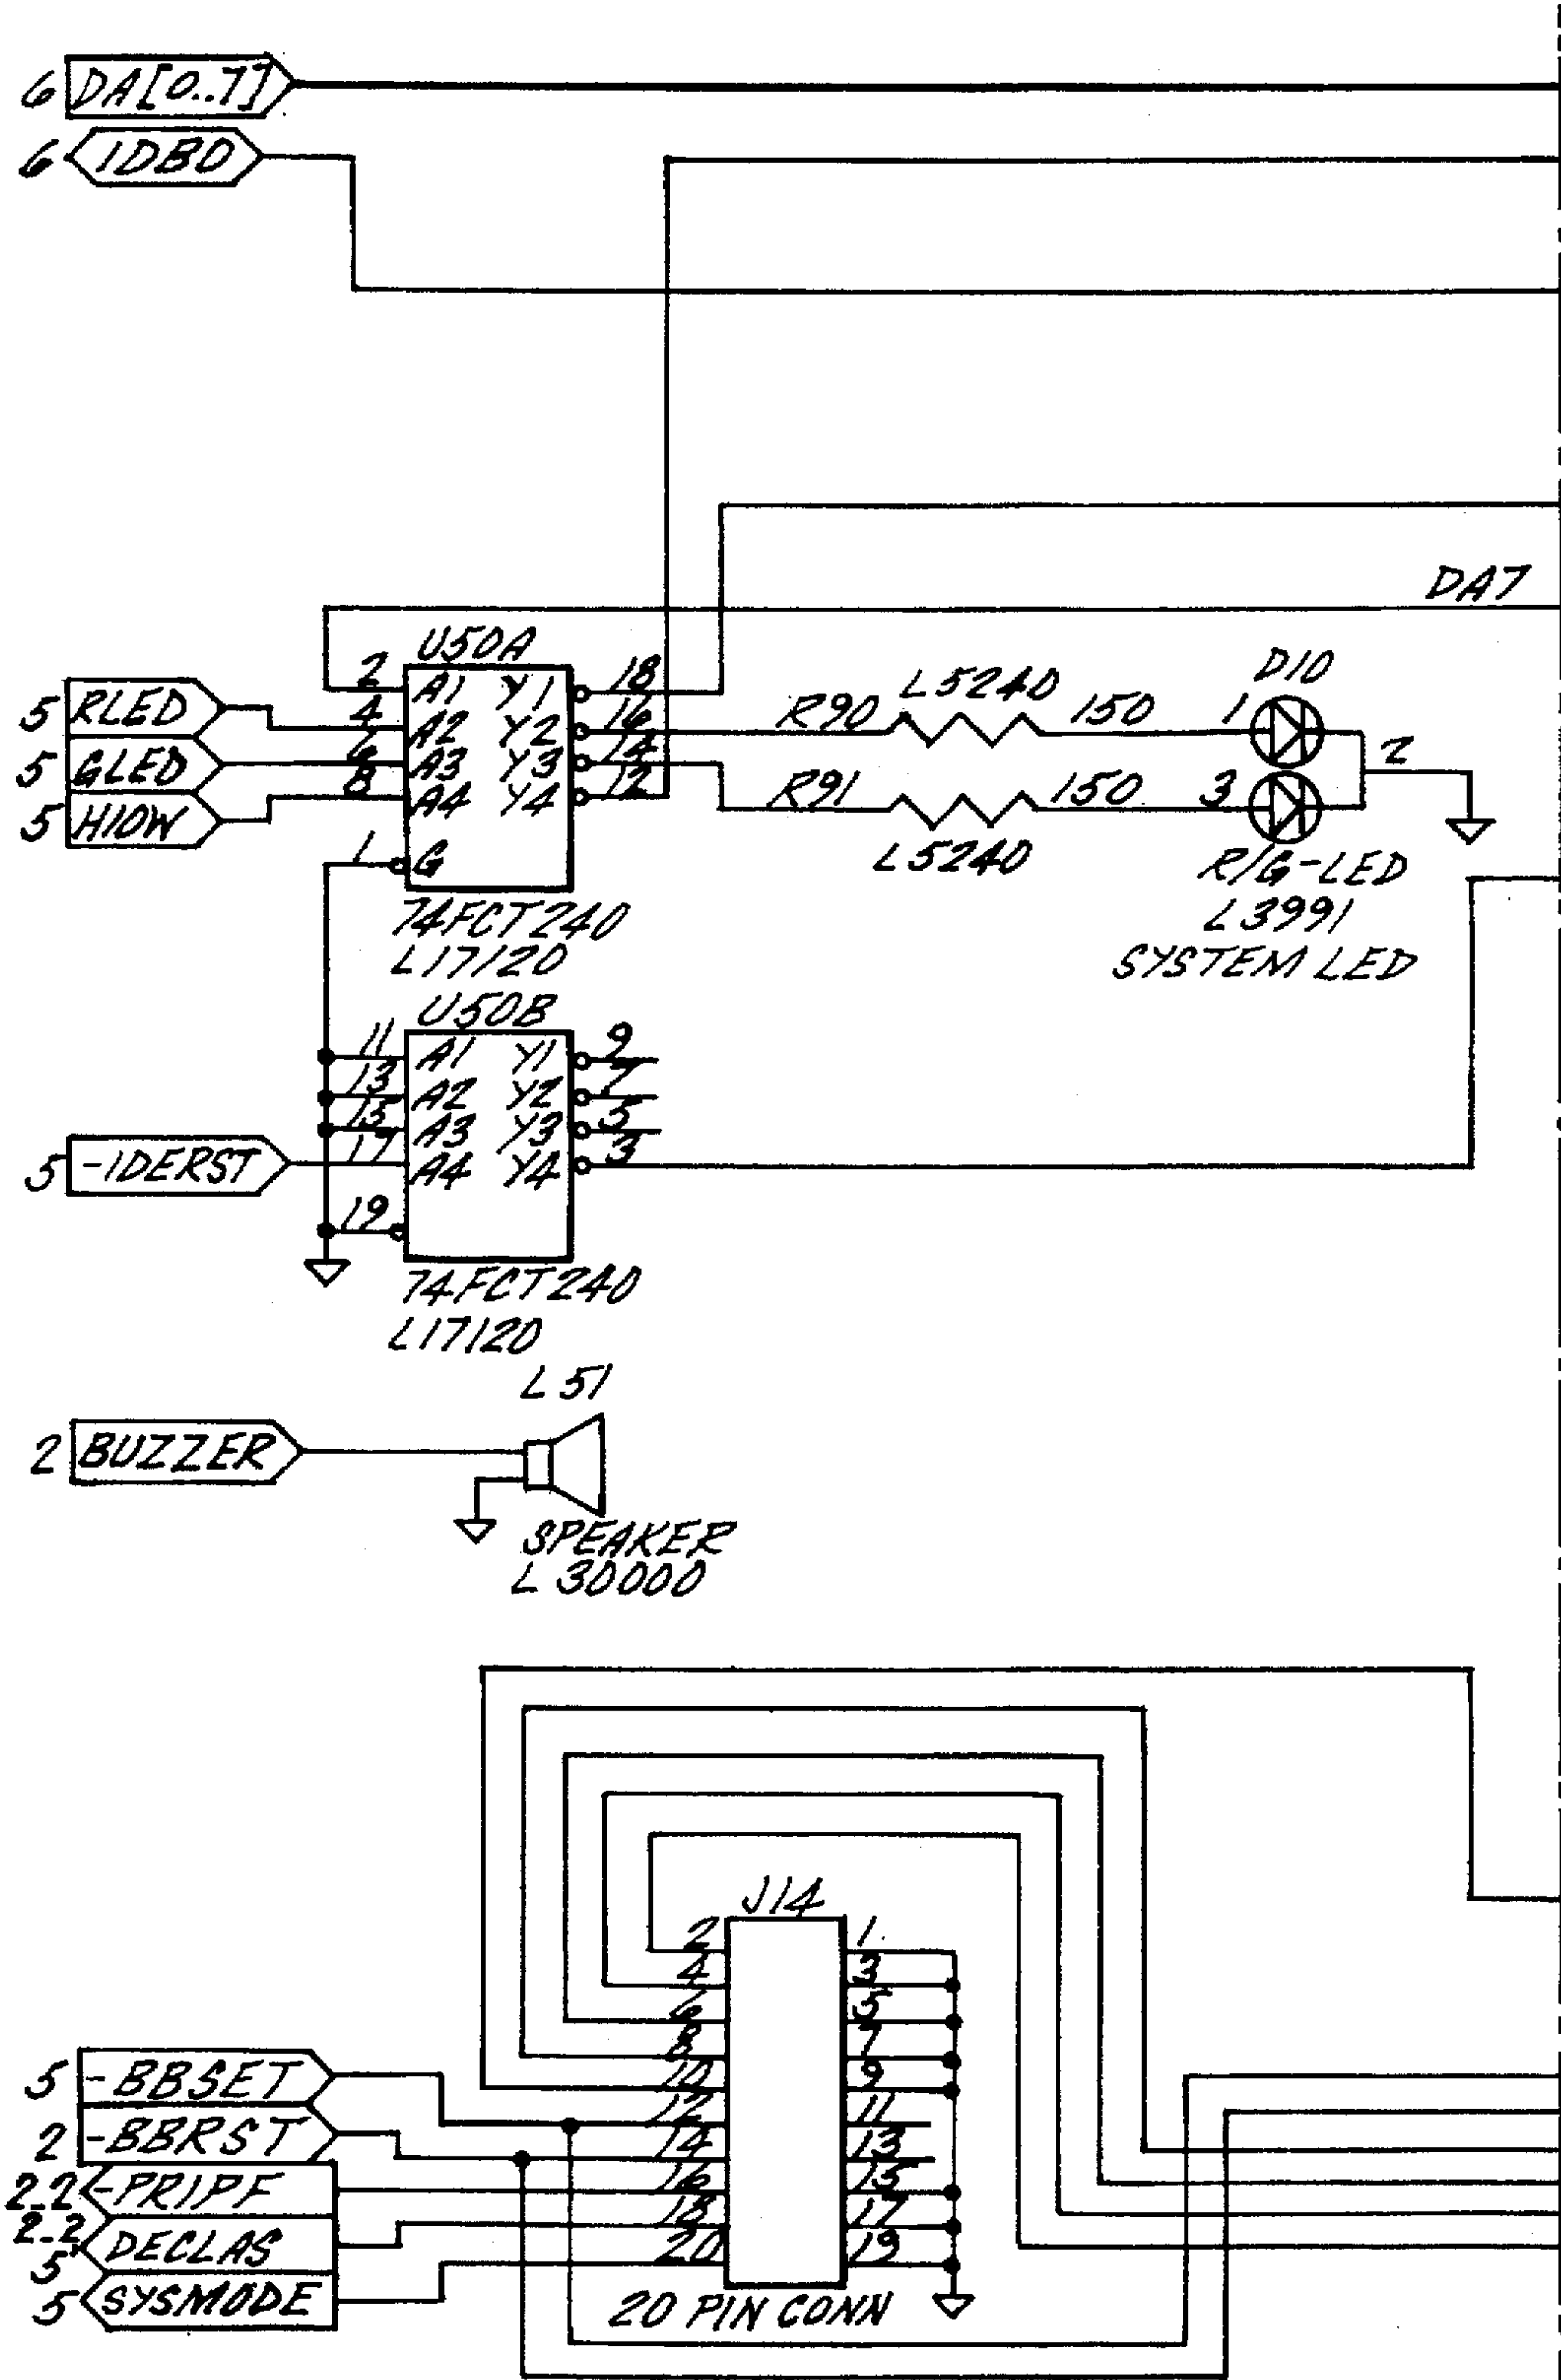 6 DA[0..7]
6 IDB0
DA7
U50A
5 RLED
5 GLED
5 HIOW
2 A1 Y1 18
4 A2 Y2 16
6 A3 Y3 14
8 A4 Y4 12
1 G
74FCT240
L17120
R90 L5240 150 1
R91 L5240 150 3
D10
2
R/G-LED
L3991
SYSTEM LED
U50B
11 A1 Y1 9
13 A2 Y2 7
15 A3 Y3 5
17 A4 Y4 3
19
5 -IDERST
74FCT240
L17120
L51
2 BUZZER
SPEAKER
L30000
J14
2 1
4 3
6 5
8 7
10 9
12 11
14 13
16 15
18 17
20 19
5 -BBSET
2 -BBRST
2-2 -PRIPF
2-2
5 DECLAS
5 SYSMODE
20 PIN CONN